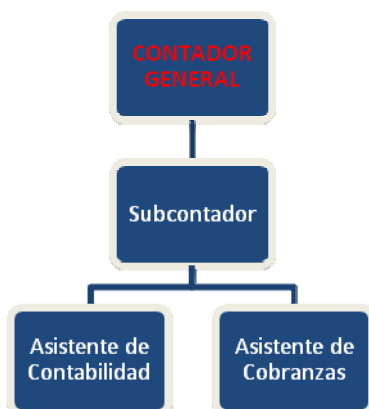 CONTADOR
GENERAL
Subcontador
Asistente de
Contabilidad
Asistente de
Cobranzas